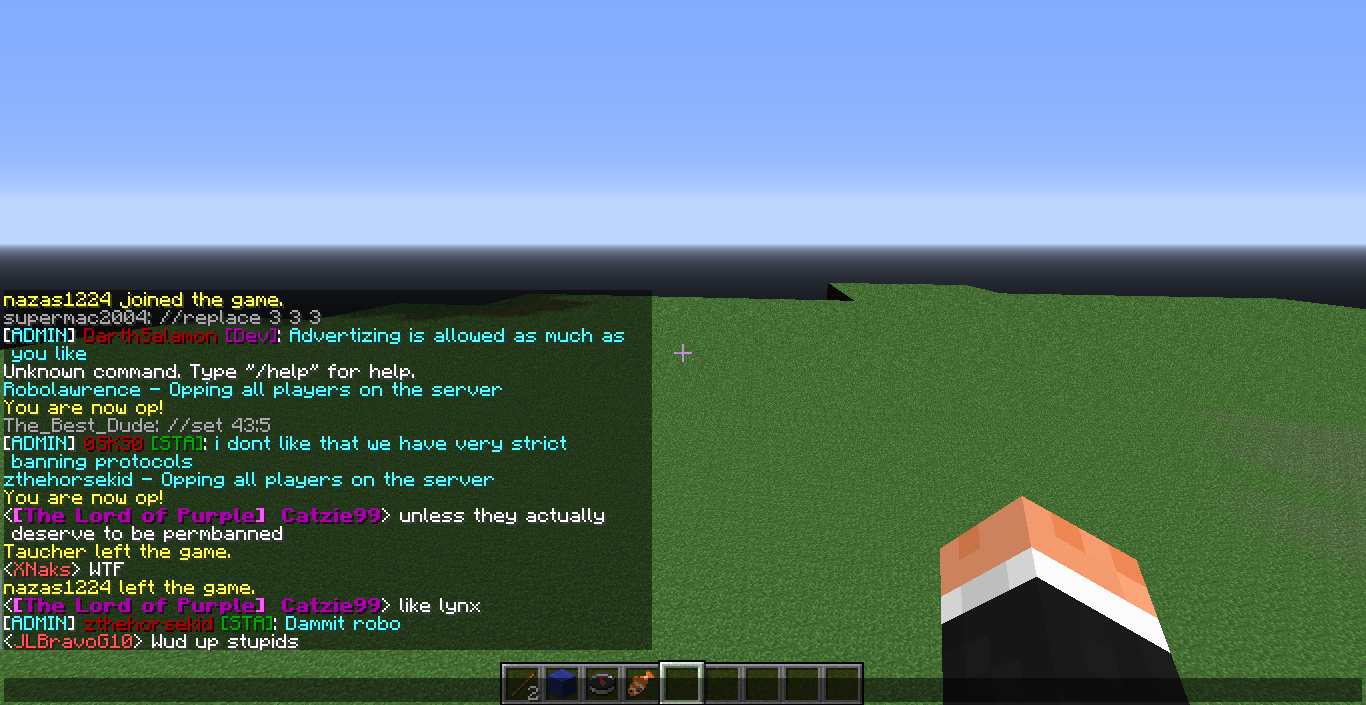 nazas1224 joined the game.
supermac2004: //replace 3 3 3
[ADMIN] DarthSalamon [Dev]: Advertizing is allowed as much as
you like
Unknown command. Type "/help" for help.
Robolawrence - Opping all players on the server
You are now op!
The_Best_Dude: //set 43:5
[ADMIN] 05KS0 [STA]: i dont like that we have very strict
banning protocols
zthehorsekid - Opping all players on the server
You are now op!
<[The Lord of Purple] Catzie99> unless they actually
deserve to be permbanned
Taucher left the game.
<XNaks> WTF
nazas1224 left the game.
<[The Lord of Purple] Catzie99> like lynx
[ADMIN] zthehorsekid [STA]: Dammit robo
<JLBravoG10> Wud up stupids
2